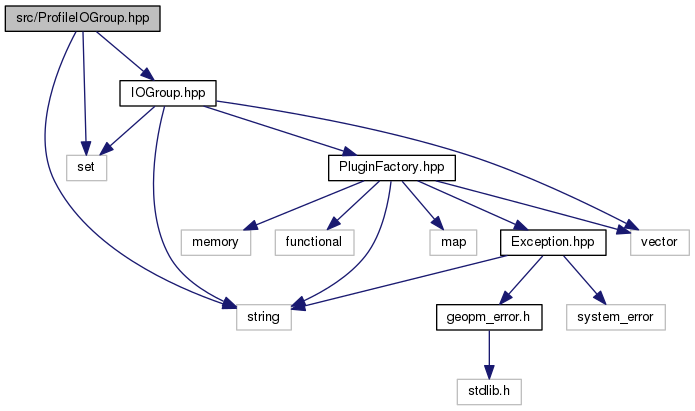 src/ProfileIOGroup.hpp
IOGroup.hpp
set
PluginFactory.hpp
memory
functional
map
Exception.hpp
vector
string
geopm_error.h
system_error
stdlib.h